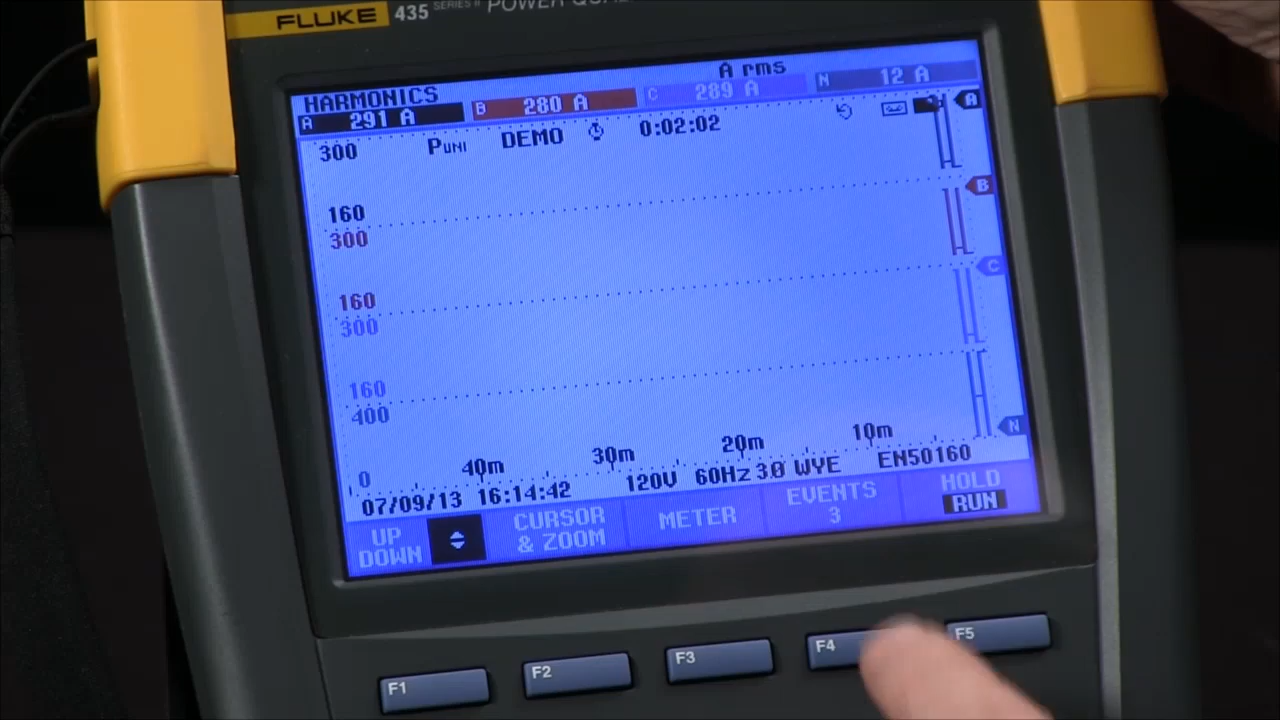 FLUKE 435 SERIES II POWER QUAL
A rms
HARMONICS
A 291 A B 280 A C 289 A N 12 A
300 PUNI DEMO 0:02:02
A
160
B
300
C
160
300
160
400
N
0 40m 30m 20m 10m
07/09/13 16:14:42 120V 60Hz 3Ø WYE EN50160
UP
DOWN
CURSOR
& ZOOM
METER
EVENTS
3
HOLD
RUN
F1 F2 F3 F4 F5